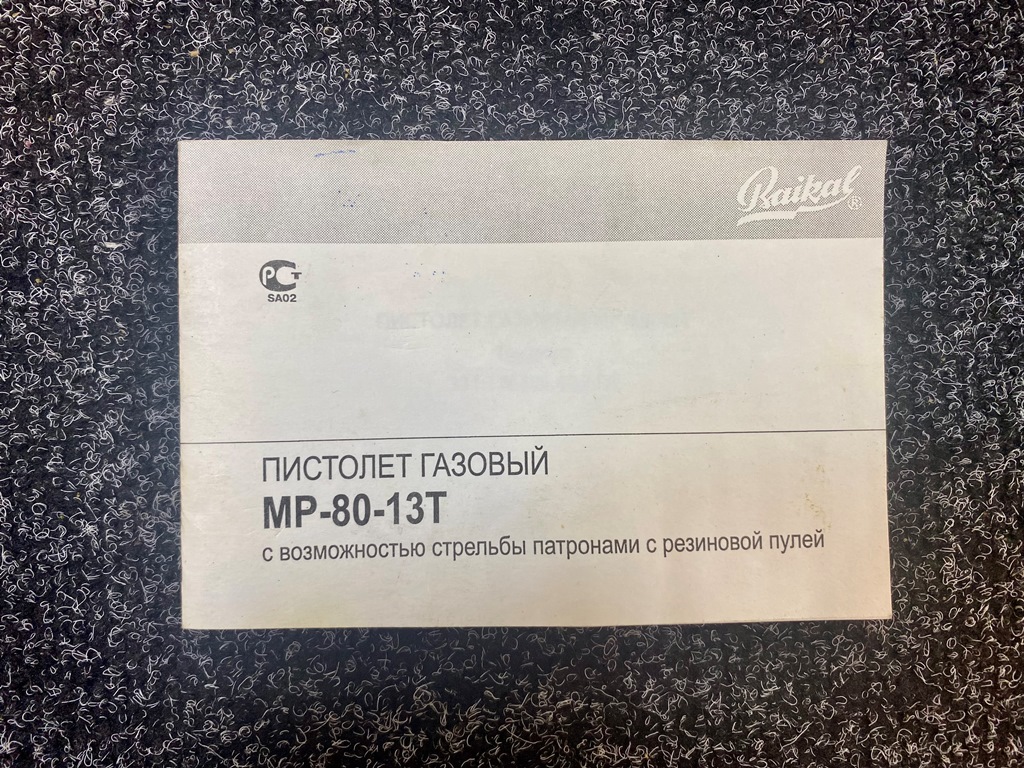 Baikal®
РСТ
SA02
ПИСТОЛЕТ ГАЗОВЫЙ
МР-80-13Т
с возможностью стрельбы патронами с резиновой пулей